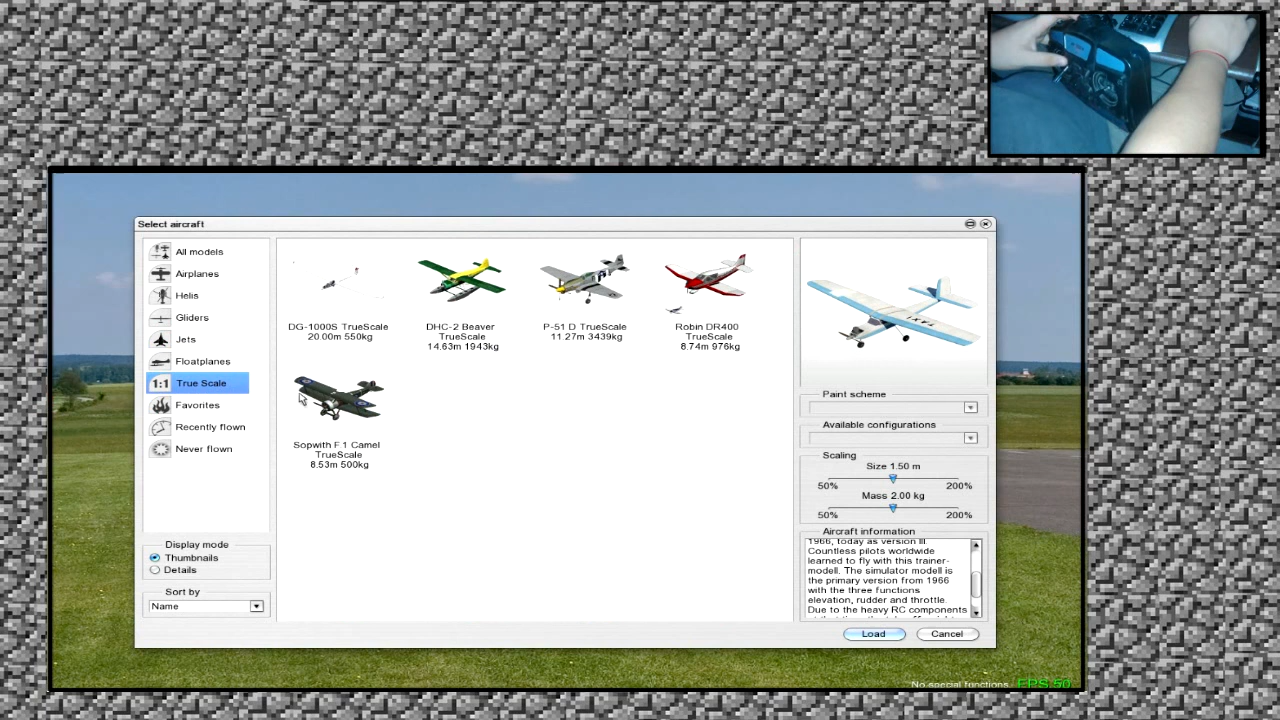 Select aircraft
All models
Airplanes
Helis
Gliders
Jets
Floatplanes
1:1 True Scale
Favorites
Recently flown
Never flown
Display mode
Thumbnails
Details
Sort by
Name
DG-1000S TrueScale
20.00m 550kg
DHC-2 Beaver
TrueScale
14.63m 1943kg
P-51 D TrueScale
11.27m 3439kg
Robin DR400
TrueScale
8.74m 976kg
Sopwith F.1 Camel
TrueScale
8.53m 500kg
Paint scheme
Available configurations
Scaling
Size 1.50 m
50% 200%
Mass 2.00 kg
50% 200%
Aircraft information
1966, today as version III.
Countless pilots worldwide
learned to fly with this trainer-
modell. The simulator modell is
the primary version from 1966
with the three functions
elevation, rudder and throttle.
Due to the heavy RC components
Load
Cancel
No special functions.
FPS 50